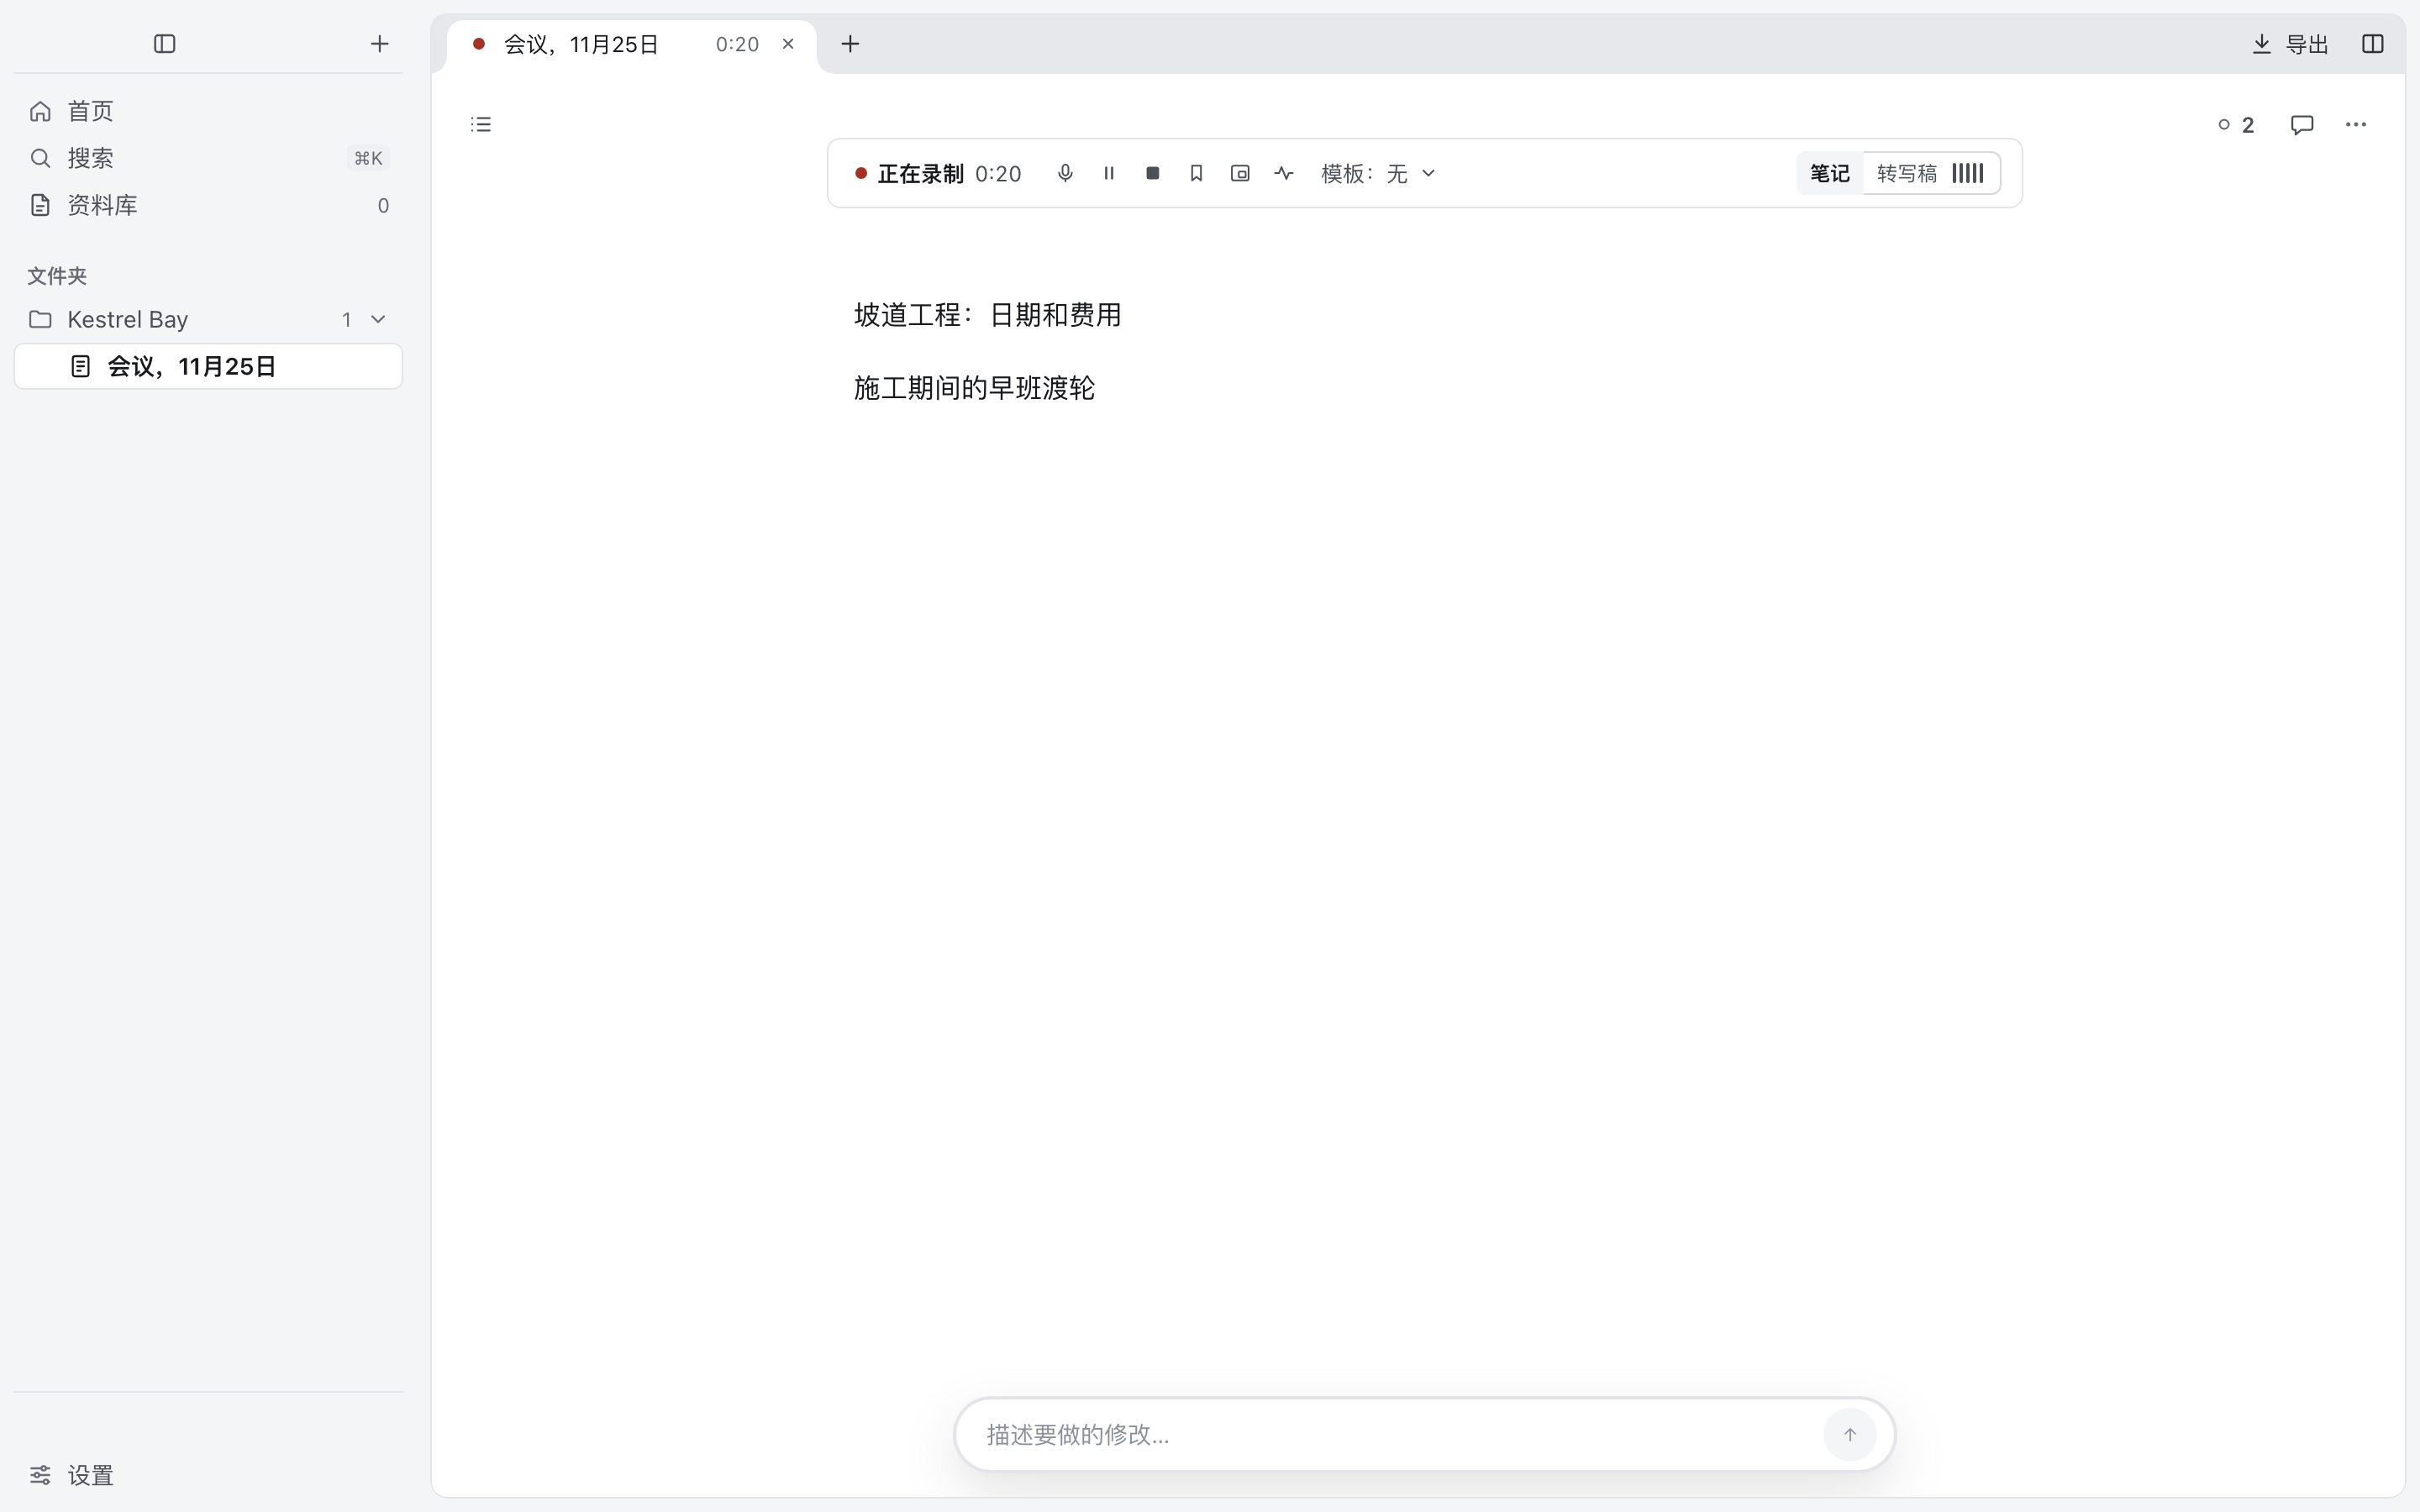 会议，11月25日 0:20
导出
首页
搜索 ⌘K
资料库 0
文件夹
Kestrel Bay 1
会议，11月25日
设置
2
正在录制 0:20 模板：无 笔记 转写稿
坡道工程：日期和费用
施工期间的早班渡轮
描述要做的修改...